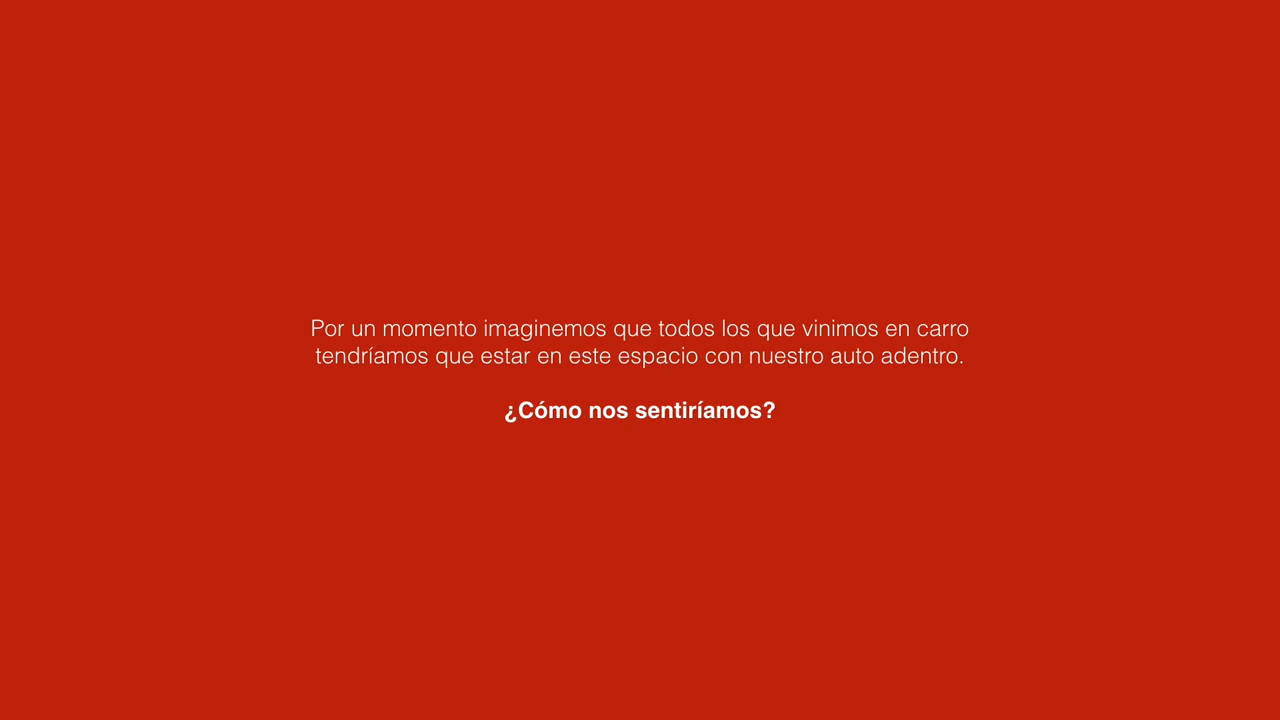 Por un momento imaginemos que todos los que vinimos en carro
tendríamos que estar en este espacio con nuestro auto adentro.
¿Cómo nos sentiríamos?